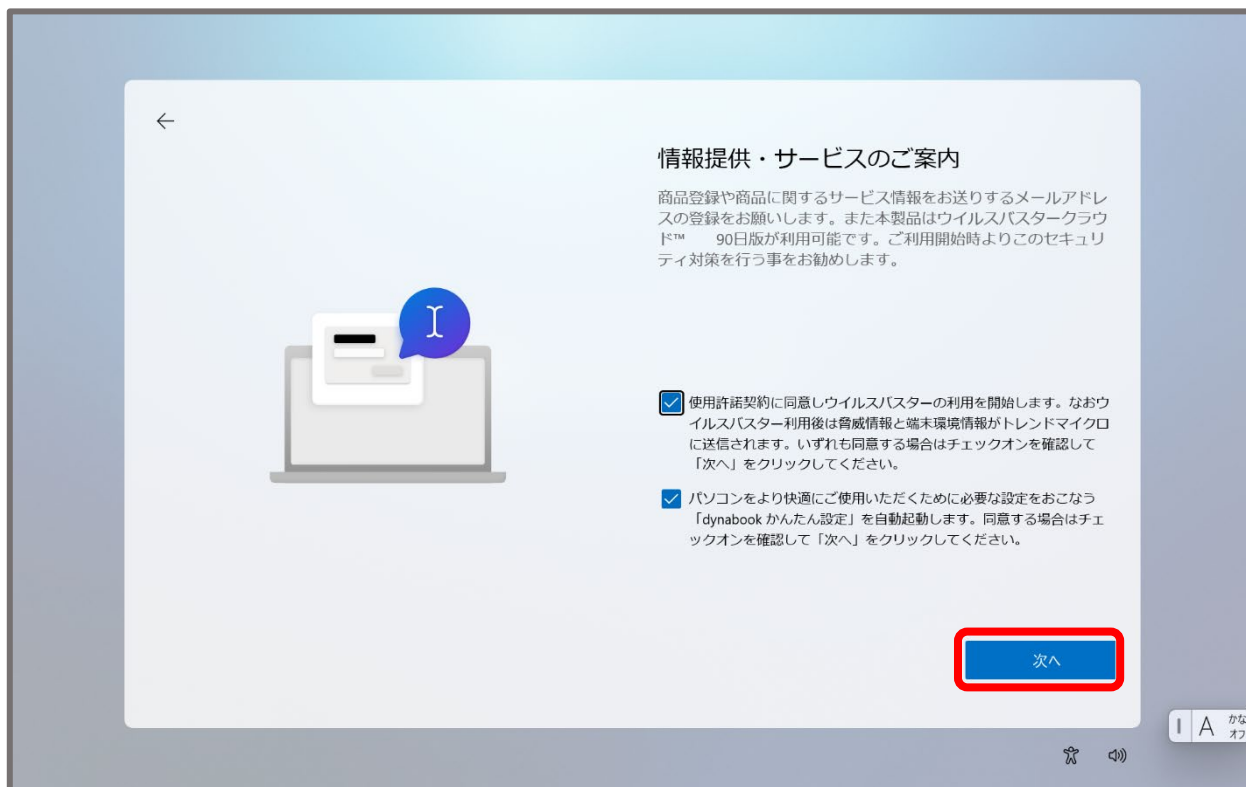 情報提供・サービスのご案内
商品登録や商品に関するサービス情報をお送りするメールアドレ
スの登録をお願いします。また本製品はウイルスバスタークラウ
ド™　90日版が利用可能です。ご利用開始時よりこのセキュリ
ティ対策を行う事をお勧めします。
使用許諾契約に同意しウイルスバスターの利用を開始します。なおウ
イルスバスター利用後は脅威情報と端末環境情報がトレンドマイクロ
に送信されます。いずれも同意する場合はチェックオンを確認して
「次へ」をクリックしてください。
パソコンをより快適にご使用いただくために必要な設定をおこなう
「dynabook かんたん設定」を自動起動します。同意する場合はチェ
ックオンを確認して「次へ」をクリックしてください。
次へ
A かな
オフ